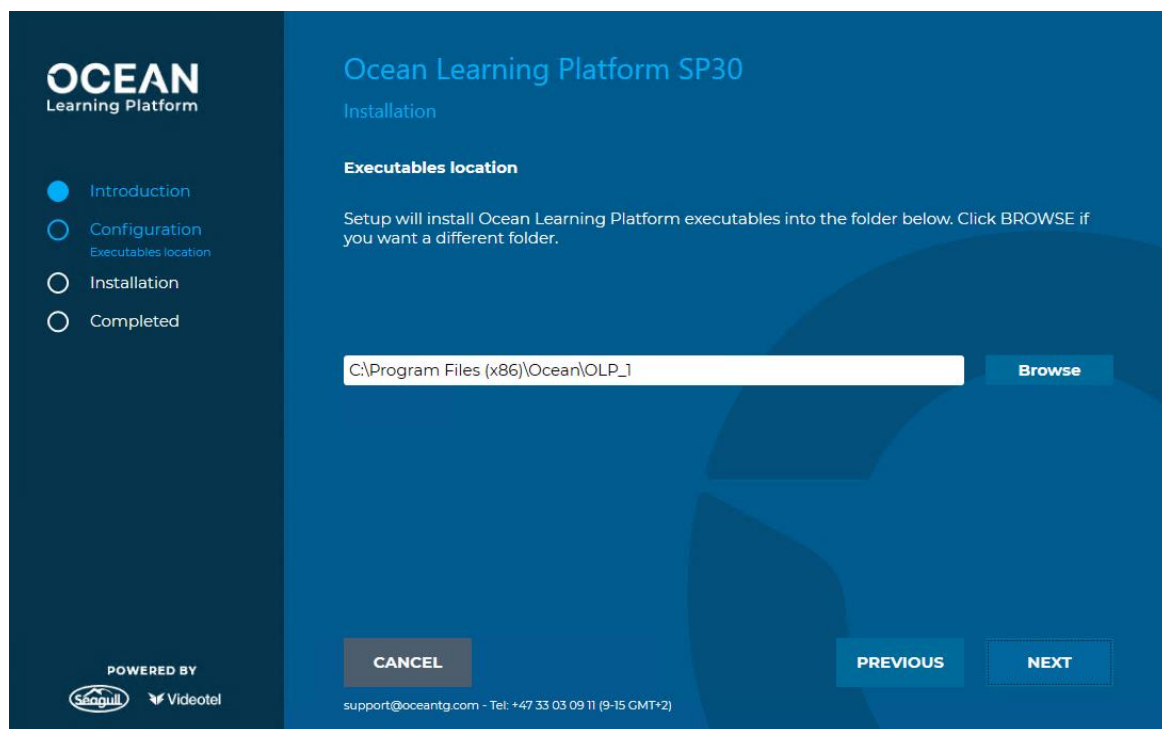 OCEAN
Learning Platform
Introduction
Configuration
Executables location
Installation
Completed
POWERED BY
Seagull
Videotel
Ocean Learning Platform SP30
Installation
Executables location
Setup will install Ocean Learning Platform executables into the folder below. Click BROWSE if
you want a different folder.
C:\Program Files (x86)\Ocean\OLP_1
Browse
CANCEL
PREVIOUS
NEXT
support@oceantg.com - Tel: +47 33 03 09 11 (9-15 GMT+2)